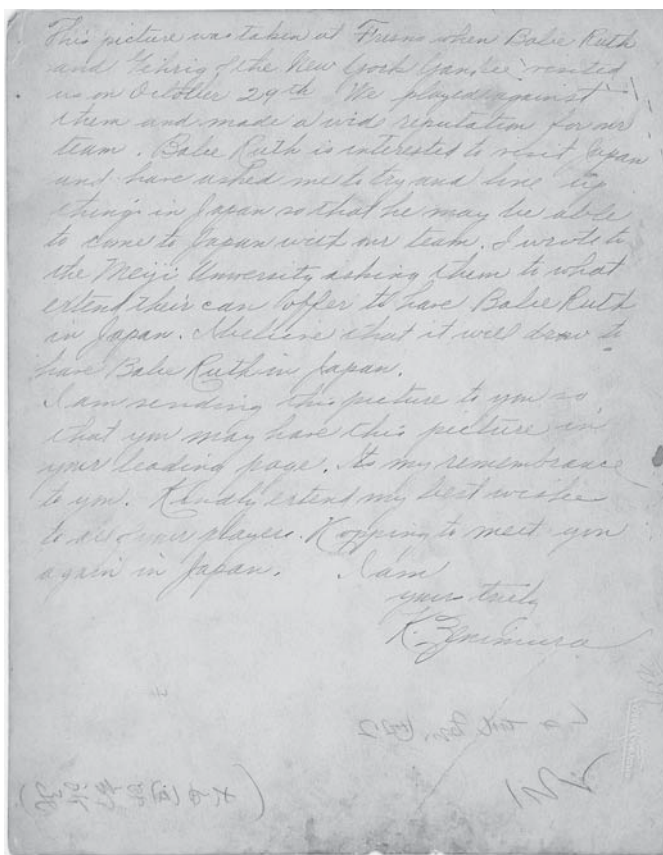 This picture was taken at Fresno when Babe Ruth
and Gehrig of the New York Yankee visited
us on October 29th We played against
them and made a wide reputation for our
team. Babe Ruth is interested to visit Japan
and have asked me to try and line up
things in Japan so that he may be able
to come to Japan with our team. I wrote to
the Meiji University asking them to what
extend their can offer to have Babe Ruth
in Japan. I believe that it will draw to
have Babe Ruth in Japan.
I am sending this picture to you so
that you may have this picture in
your leading page. Its my remembrance
to you. Kindly extend my best wishes
to all your players. Hopping to meet you
again in Japan. I am
yours truly
K. Zenimura